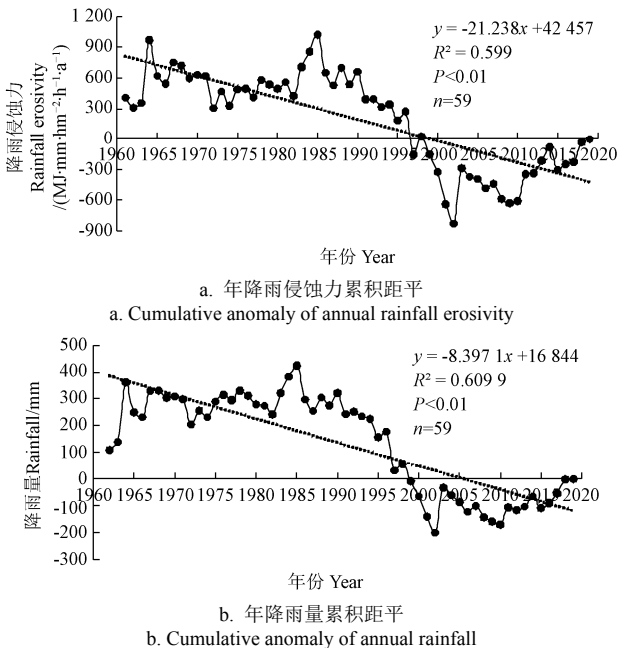 1 200
900
600
300
0
-300
-600
-900
降雨侵蚀力
Rainfall erosivity
/(MJ·mm·hm⁻²·h⁻¹·a⁻¹)
y = -21.238x +42 457
R² = 0.599
P<0.01
n=59
1960 1965 1970 1975 1980 1985 1990 1995 2000 2005 2010 2015 2020
年份 Year
a. 年降雨侵蚀力累积距平
a. Cumulative anomaly of annual rainfall erosivity
500
400
300
200
100
0
-100
-200
-300
降雨量Rainfall/mm
y = -8.397 1x +16 844
R² = 0.609 9
P<0.01
n=59
1960 1965 1970 1975 1980 1985 1990 1995 2000 2005 2010 2015 2020
年份 Year
b. 年降雨量累积距平
b. Cumulative anomaly of annual rainfall